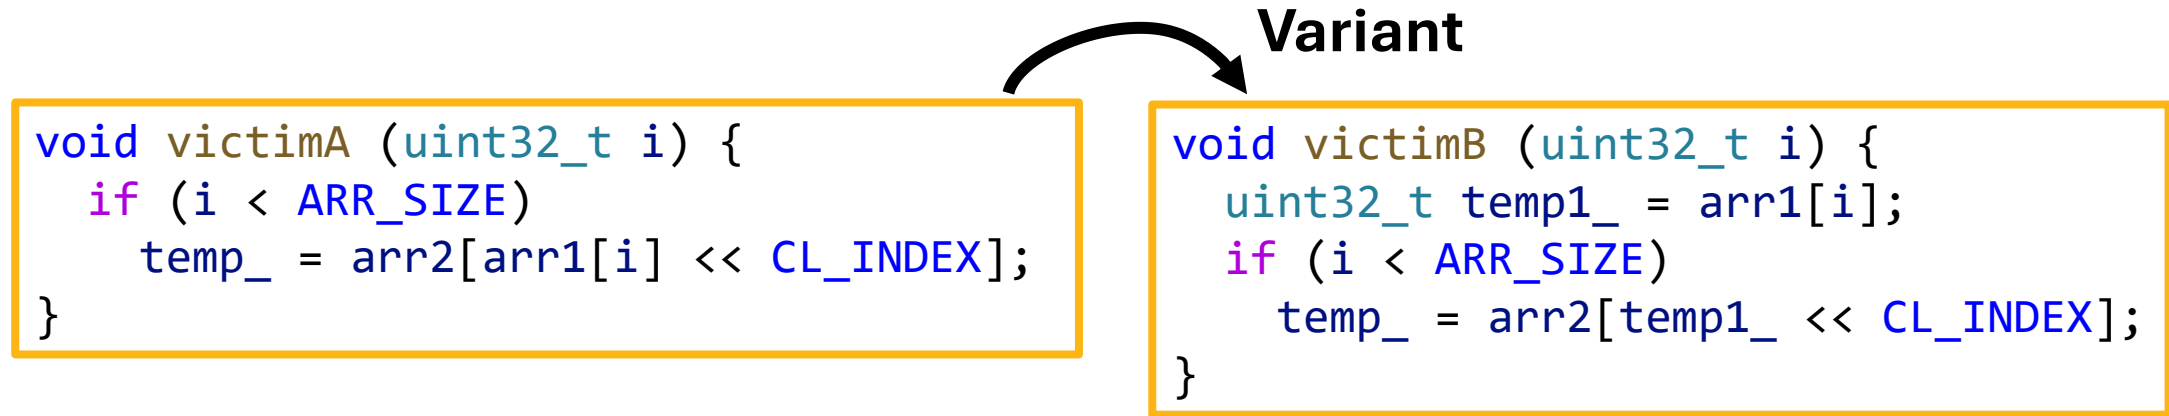 Variant
void victimA (uint32_t i) {
  if (i < ARR_SIZE)
    temp_ = arr2[arr1[i] << CL_INDEX];
}
void victimB (uint32_t i) {
  uint32_t temp1_ = arr1[i];
  if (i < ARR_SIZE)
    temp_ = arr2[temp1_ << CL_INDEX];
}